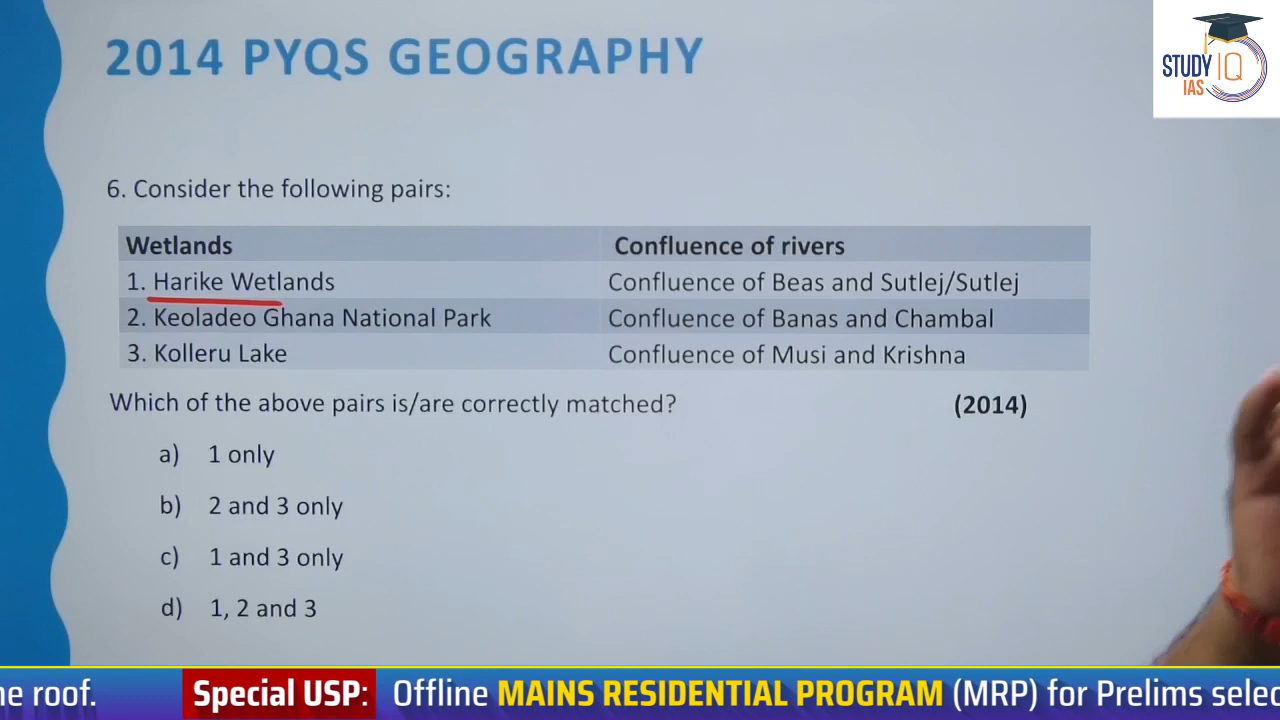 2014 PYQS GEOGRAPHY
STUDY IQ
IAS
6. Consider the following pairs:
Wetlands Confluence of rivers
1. Harike Wetlands Confluence of Beas and Sutlej/Sutlej
2. Keoladeo Ghana National Park Confluence of Banas and Chambal
3. Kolleru Lake Confluence of Musi and Krishna
Which of the above pairs is/are correctly matched? (2014)
a) 1 only
b) 2 and 3 only
c) 1 and 3 only
d) 1, 2 and 3
roof. Special USP: Offline MAINS RESIDENTIAL PROGRAM (MRP) for Prelims